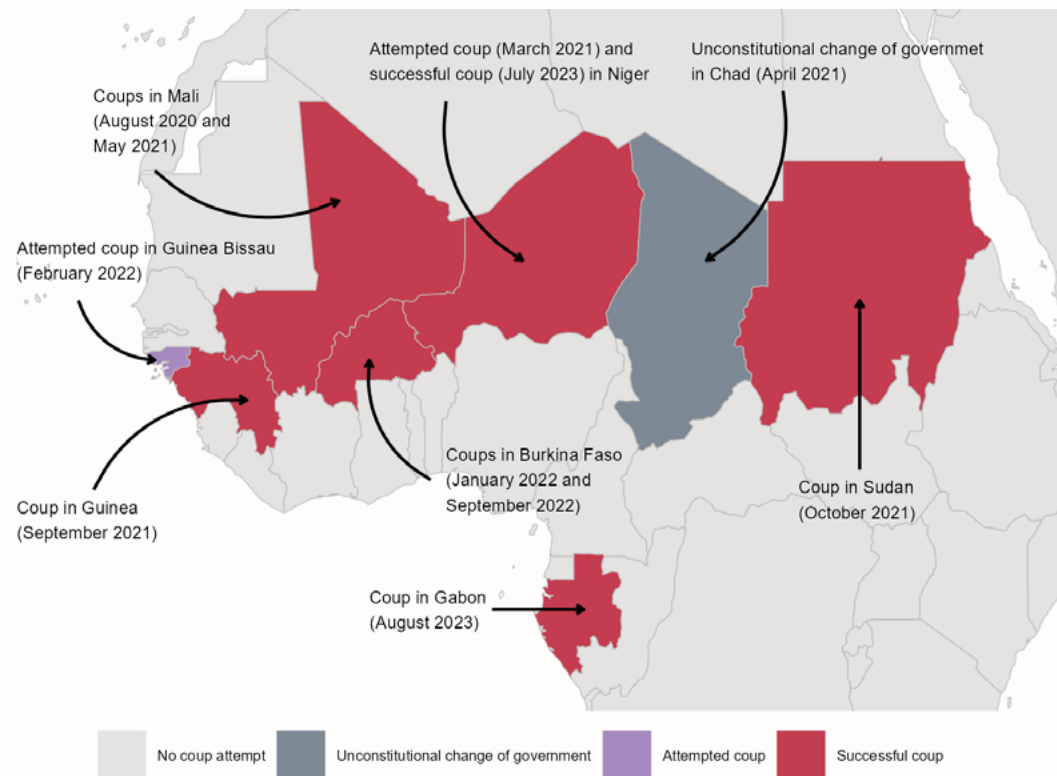 Attempted coup (March 2021) and
successful coup (July 2023) in Niger
Unconstitutional change of governmet
in Chad (April 2021)
Coups in Mali
(August 2020 and
May 2021)
Attempted coup in Guinea Bissau
(February 2022)
Coups in Burkina Faso
(January 2022 and
September 2022)
Coup in Sudan
(October 2021)
Coup in Guinea
(September 2021)
Coup in Gabon
(August 2023)
No coup attempt
Unconstitutional change of government
Attempted coup
Successful coup